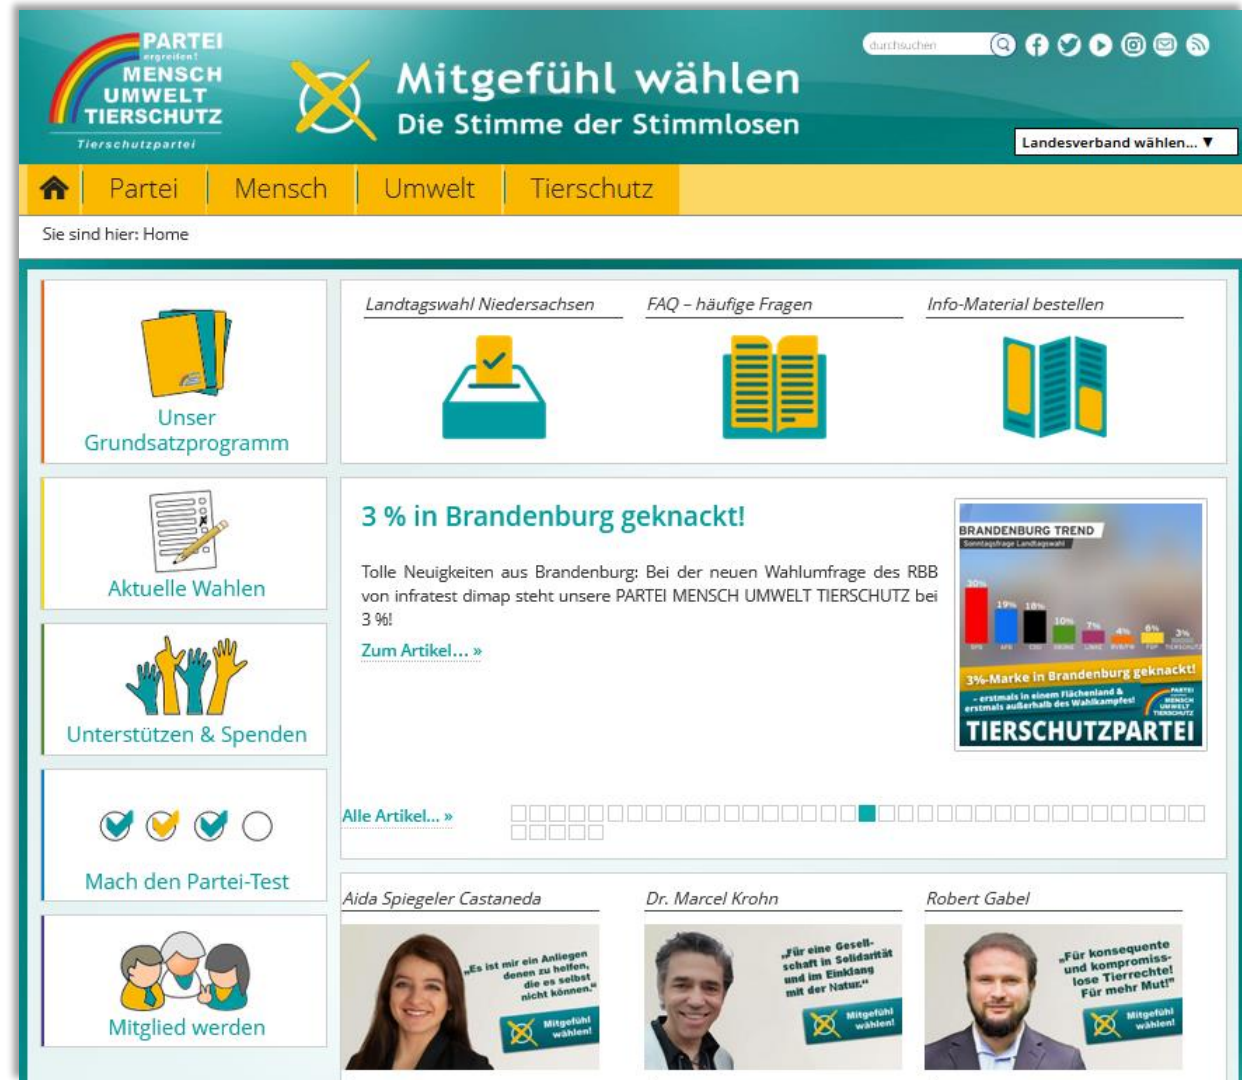 PARTEI
ergreifen!
MENSCH
UMWELT
TIERSCHUTZ
Tierschutzpartei
Mitgefühl wählen
Die Stimme der Stimmlosen
durchsuchen
Landesverband wählen... ▼
Partei
Mensch
Umwelt
Tierschutz
Sie sind hier: Home
Unser
Grundsatzprogramm
Aktuelle Wahlen
Unterstützen & Spenden
Mach den Partei-Test
Mitglied werden
Landtagswahl Niedersachsen
FAQ – häufige Fragen
Info-Material bestellen
3 % in Brandenburg geknackt!
Tolle Neuigkeiten aus Brandenburg: Bei der neuen Wahlumfrage des RBB
von infratest dimap steht unsere PARTEI MENSCH UMWELT TIERSCHUTZ bei
3 %!
Zum Artikel... »
BRANDENBURG TREND
Sonntagsfrage Landtagswahl
30%
19%
18%
10%
7%
4%
6%
3%
3%-Marke in Brandenburg geknackt!
– erstmals in einem Flächenland &
erstmals außerhalb des Wahlkampfes!
PARTEI
MENSCH
UMWELT
TIERSCHUTZ
TIERSCHUTZPARTEI
Alle Artikel... »
Aida Spiegeler Castaneda
„Es ist mir ein Anliegen
denen zu helfen,
die es selbst
nicht können.“
Mitgefühl
wählen!
Dr. Marcel Krohn
„Für eine Gesell-
schaft in Solidarität
und im Einklang
mit der Natur.“
Mitgefühl
wählen!
Robert Gabel
„Für konsequente
und kompromiss-
lose Tierrechte!
Für mehr Mut!“
Mitgefühl
wählen!